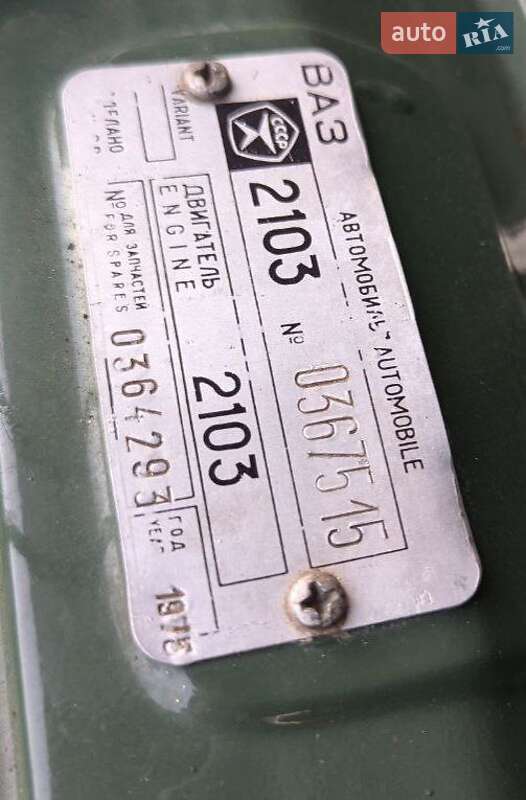 auto RIA .com
ВАЗ
АВТОМОБИЛЬ AUTOMOBILE
СССР
2103 № 0367515
ДВИГАТЕЛЬ
ENGINE
2103
VARIANT
№ ДЛЯ ЗАПЧАСТЕЙ
FOR SPARES
0364293
ГОД
YEAR
1975